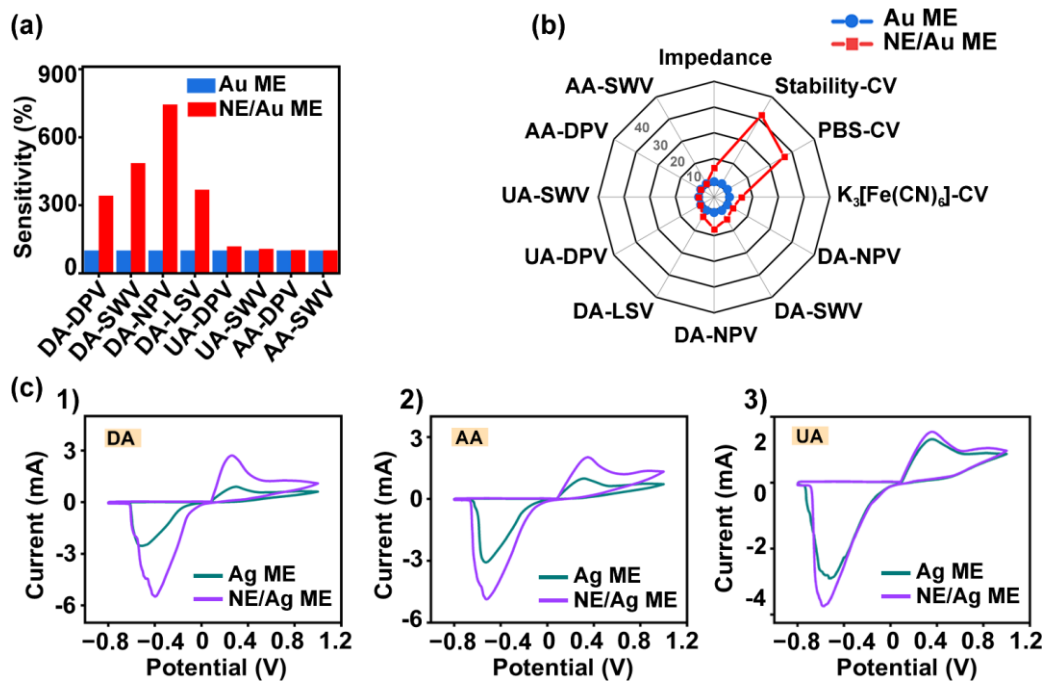 (a)
Au ME
NE/Au ME
Sensitivity (%)
900
600
300
0
DA-DPV
DA-SWV
DA-NPV
DA-LSV
UA-DPV
UA-SWV
AA-DPV
AA-SWV
(b)
Au ME
NE/Au ME
Impedance
Stability-CV
PBS-CV
K₃[Fe(CN)₆]-CV
DA-NPV
DA-SWV
DA-NPV
DA-LSV
UA-DPV
UA-SWV
AA-DPV
AA-SWV
40
30
20
10
(c)
1)
DA
Current (mA)
3
0
-3
-6
Ag ME
NE/Ag ME
−0.8 −0.4 0 0.4 0.8 1.2
Potential (V)
2)
AA
Current (mA)
3
0
-3
-6
Ag ME
NE/Ag ME
−0.8 −0.4 0 0.4 0.8 1.2
Potential (V)
3)
UA
Current (mA)
2
0
-2
-4
Ag ME
NE/Ag ME
−0.8 −0.4 0 0.4 0.8 1.2
Potential (V)